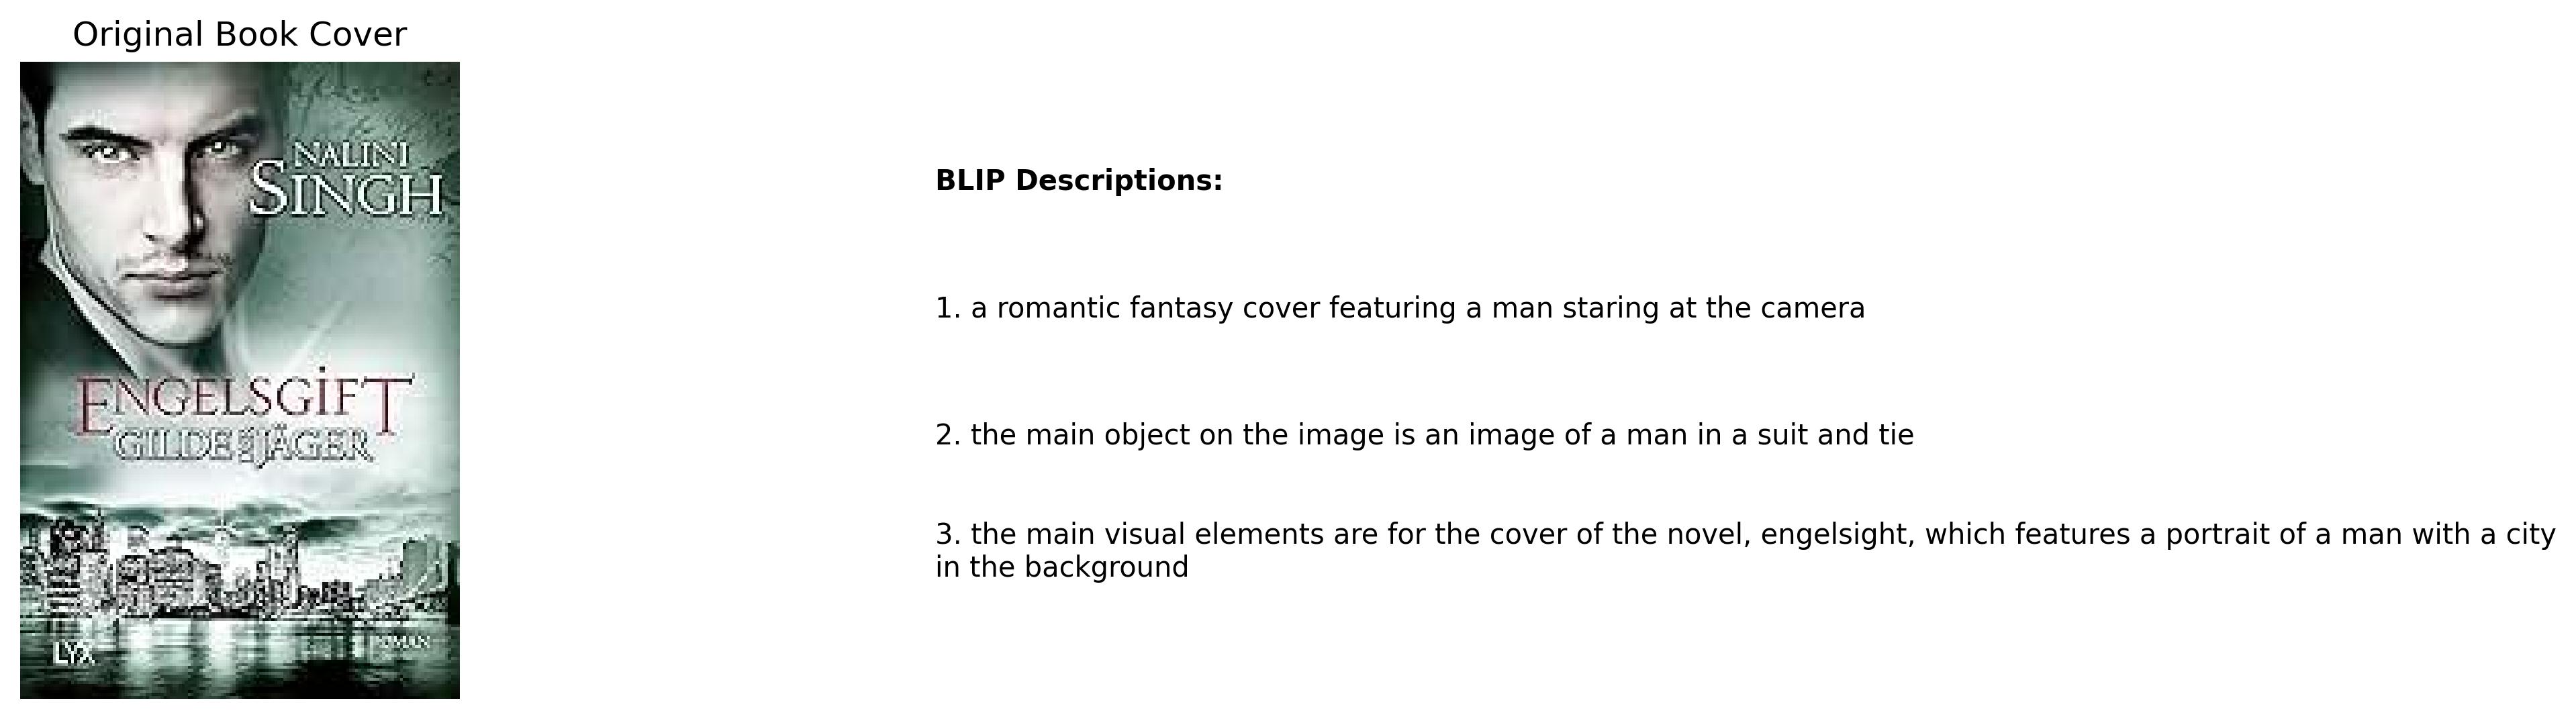 Original Book Cover
NALINI
SINGH
ENGELSGIFT
GILDE DER JÄGER
LYX
ROMAN
BLIP Descriptions:
1. a romantic fantasy cover featuring a man staring at the camera
2. the main object on the image is an image of a man in a suit and tie
3. the main visual elements are for the cover of the novel, engelsight, which features a portrait of a man with a city
in the background